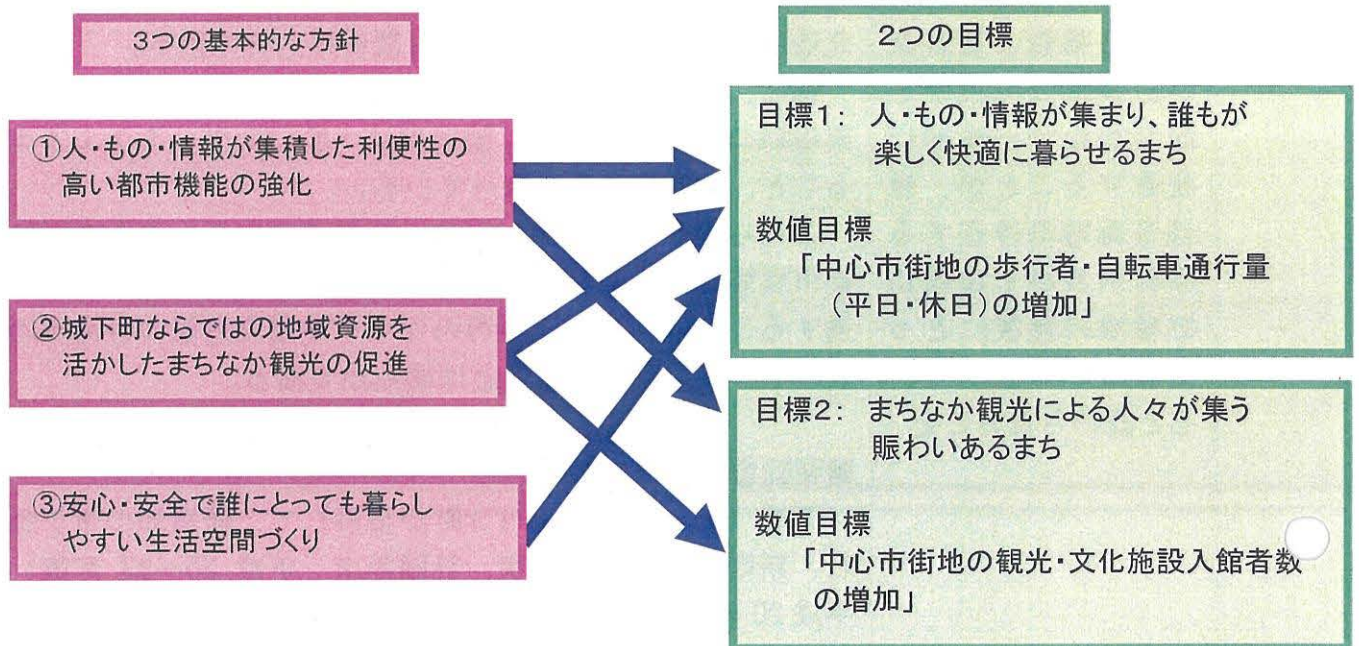 3つの基本的な方針
①人・もの・情報が集積した利便性の
高い都市機能の強化
②城下町ならではの地域資源を
活かしたまちなか観光の促進
③安心・安全で誰にとっても暮らし
やすい生活空間づくり
2つの目標
目標1： 人・もの・情報が集まり、誰もが
楽しく快適に暮らせるまち
数値目標
「中心市街地の歩行者・自転車通行量
（平日・休日）の増加」
目標2： まちなか観光による人々が集う
賑わいあるまち
数値目標
「中心市街地の観光・文化施設入館者数
の増加」